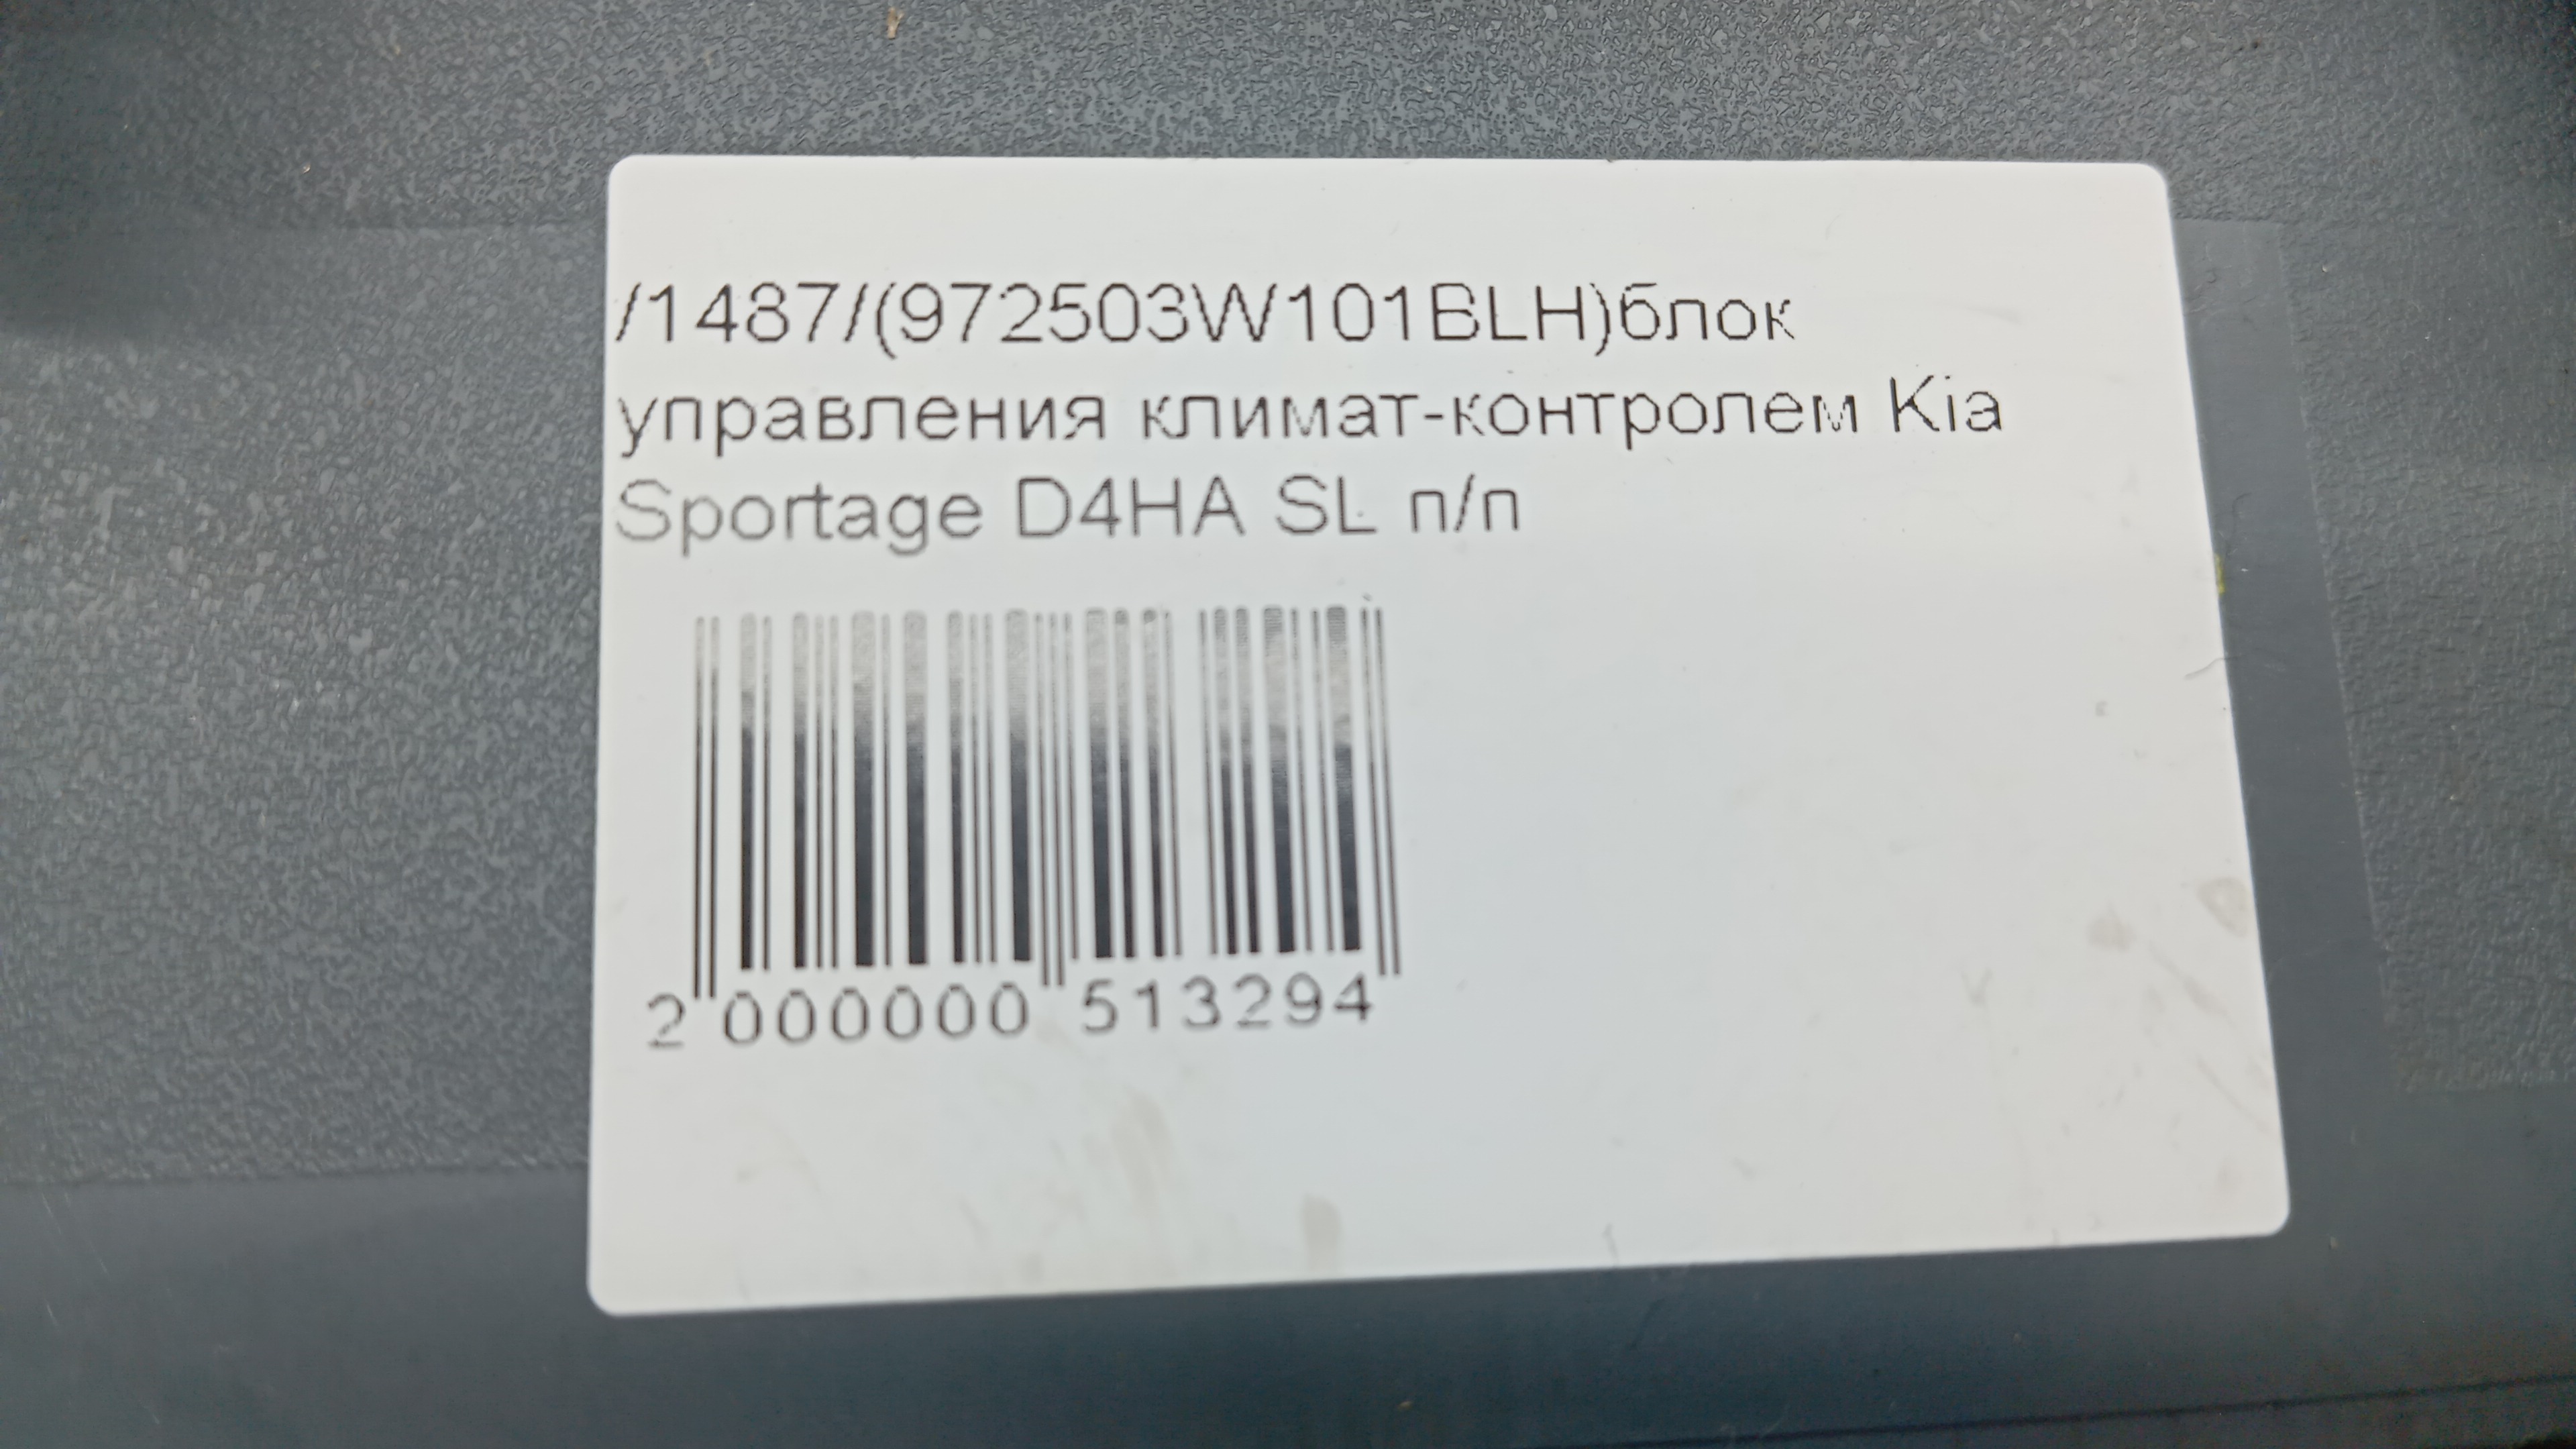 /1487/(972503W101BLH)блок
управления климат-контролем Kia
Sportage D4HA SL п/п
2 000000 513294